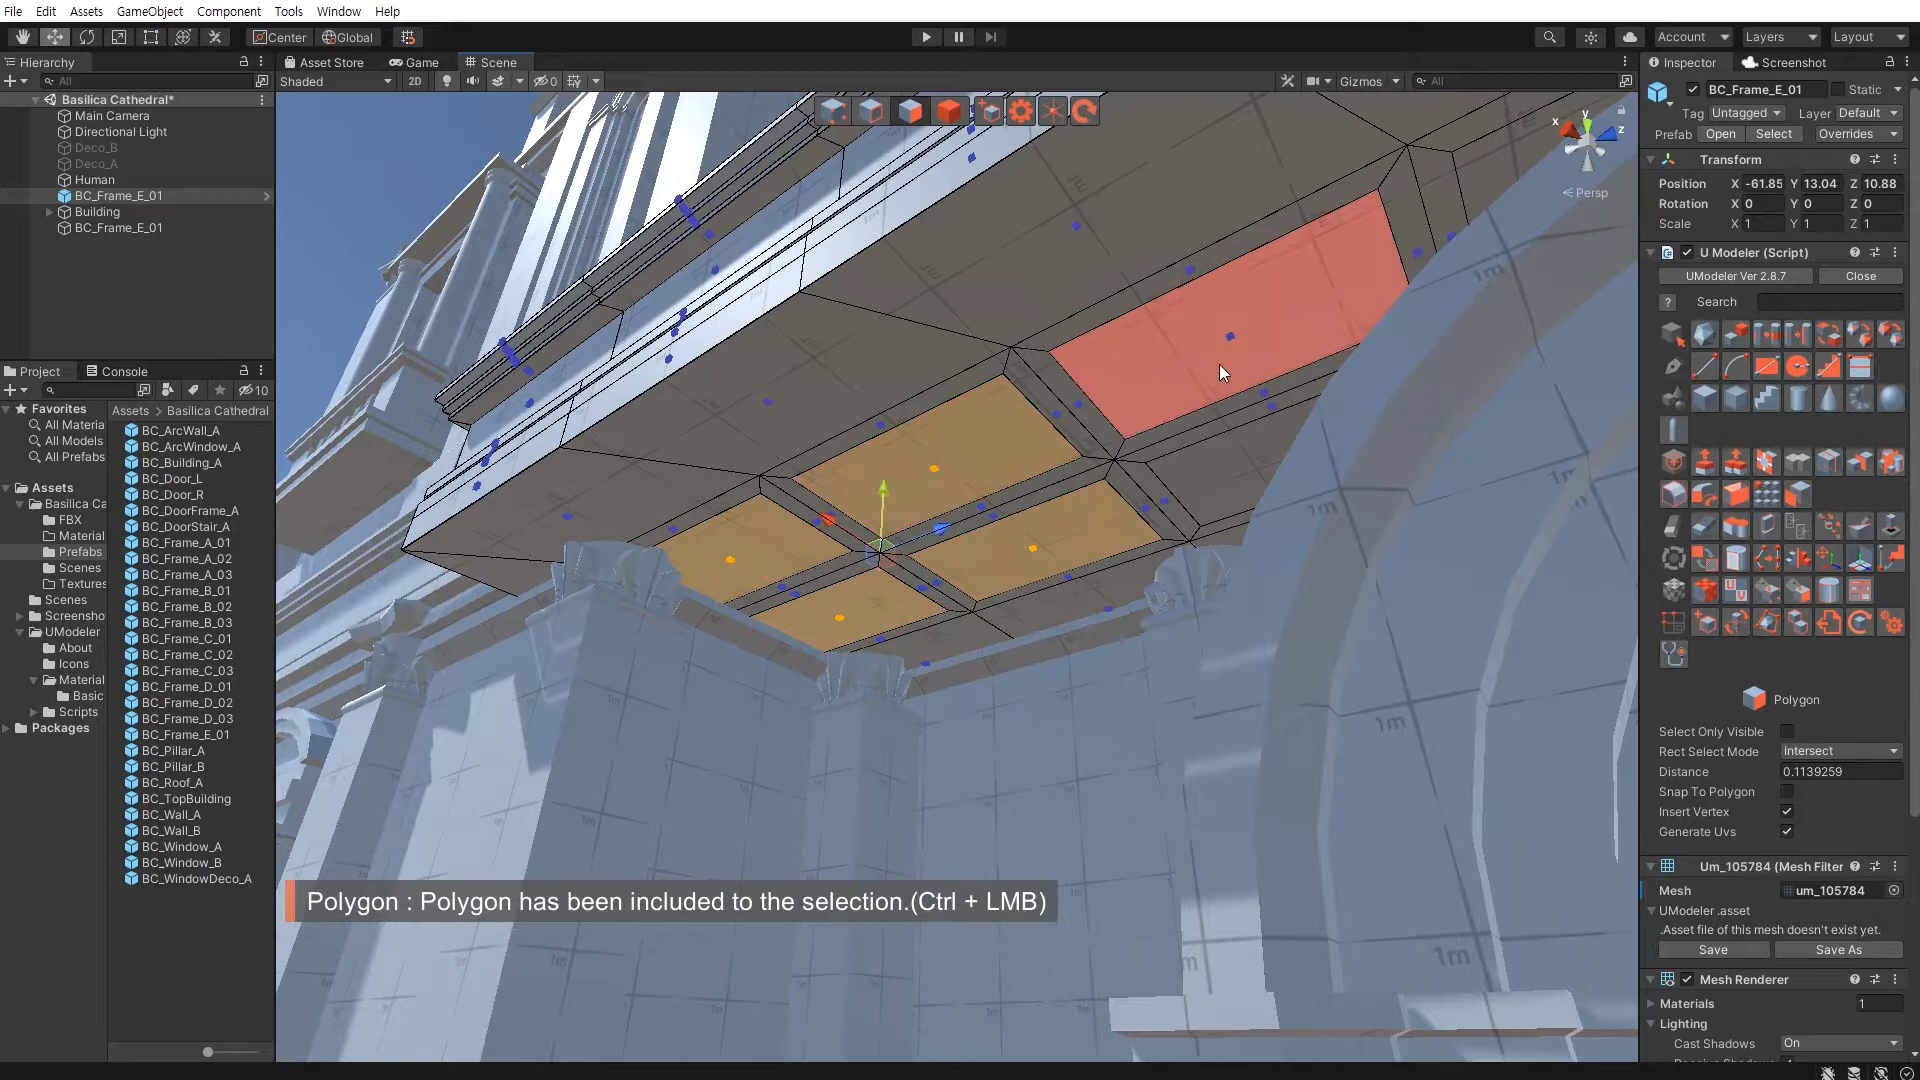 File Edit Assets GameObject Component Tools Window Help
Center Global Account Layers Layout
Hierarchy
All
Basilica Cathedral*
Main Camera
Directional Light
Deco_B
Deco_A
Human
BC_Frame_E_01
Building
BC_Frame_E_01
Asset Store Game Scene
Shaded 2D 0 Gizmos All
x y z
Persp
1m
1m
1m
1m
1m
Polygon : Polygon has been included to the selection.(Ctrl + LMB)
Project Console
10
Favorites
All Materia
All Models
All Prefabs
Assets
Basilica Ca
FBX
Material
Prefabs
Scenes
Textures
Scenes
Screensho
UModeler
About
Icons
Material
Basic
Scripts
Packages
Assets > Basilica Cathedral
BC_ArcWall_A
BC_ArcWindow_A
BC_Building_A
BC_Door_L
BC_Door_R
BC_DoorFrame_A
BC_DoorStair_A
BC_Frame_A_01
BC_Frame_A_02
BC_Frame_A_03
BC_Frame_B_01
BC_Frame_B_02
BC_Frame_B_03
BC_Frame_C_01
BC_Frame_C_02
BC_Frame_C_03
BC_Frame_D_01
BC_Frame_D_02
BC_Frame_D_03
BC_Frame_E_01
BC_Pillar_A
BC_Pillar_B
BC_Roof_A
BC_TopBuilding
BC_Wall_A
BC_Wall_B
BC_Window_A
BC_Window_B
BC_WindowDeco_A
Inspector Screenshot
BC_Frame_E_01 Static
Tag Untagged Layer Default
Prefab Open Select Overrides
Transform
Position X -61.85 Y 13.04 Z 10.88
Rotation X 0 Y 0 Z 0
Scale X 1 Y 1 Z 1
U Modeler (Script)
UModeler Ver 2.8.7 Close
? Search
Polygon
Select Only Visible
Rect Select Mode Intersect
Distance 0.1139259
Snap To Polygon
Insert Vertex
Generate Uvs
Um_105784 (Mesh Filter
Mesh um_105784
UModeler .asset
.Asset file of this mesh doesn't exist yet.
Save Save As
Mesh Renderer
Materials 1
Lighting
Cast Shadows On